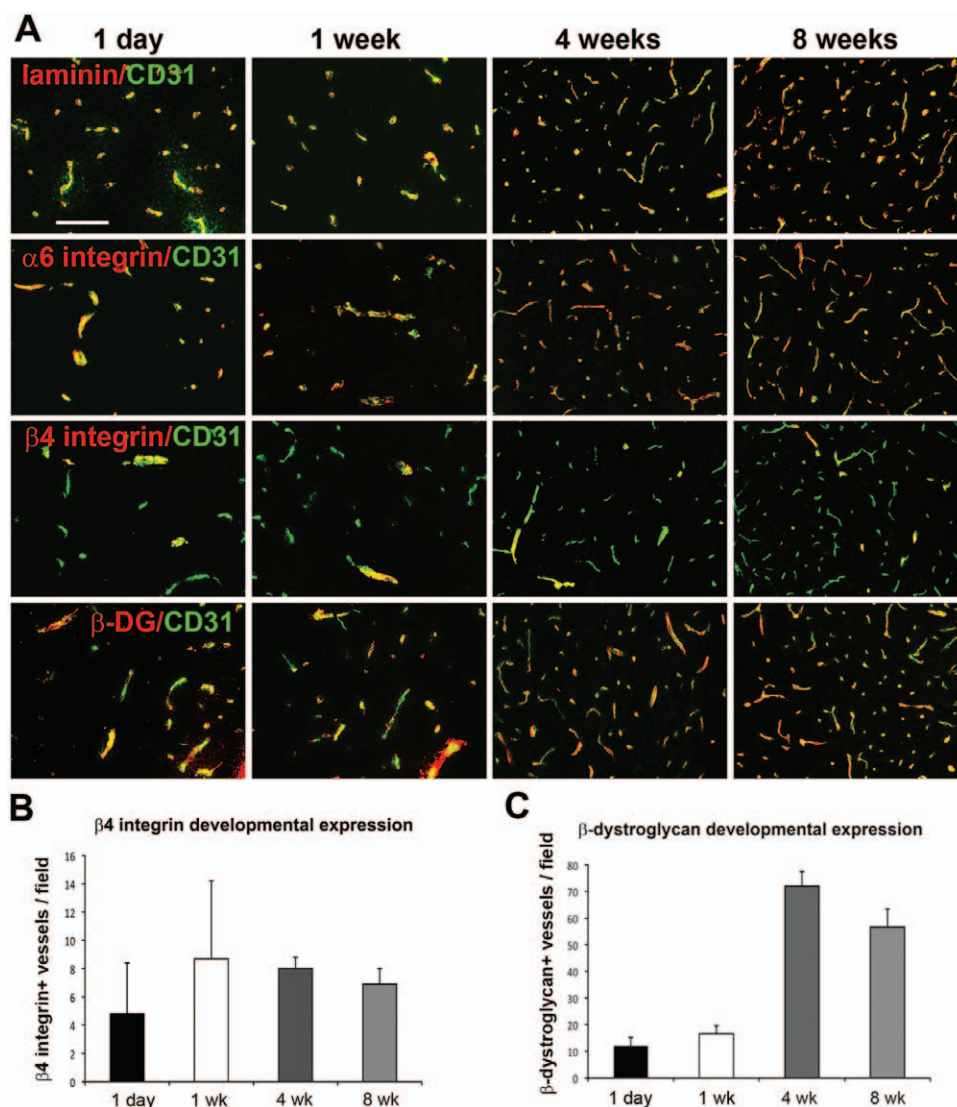 A
1 day 1 week 4 weeks 8 weeks
laminin/CD31
α6 integrin/CD31
β4 integrin/CD31
β-DG/CD31
B
β4 integrin developmental expression
β4 integrin+ vessels / field
16
14
12
10
8
6
4
2
0
1 day 1 wk 4 wk 8 wk
C
β-dystroglycan developmental expression
β-dystroglycan+ vessels / field
80
70
60
50
40
30
20
10
0
1 day 1 wk 4 wk 8 wk